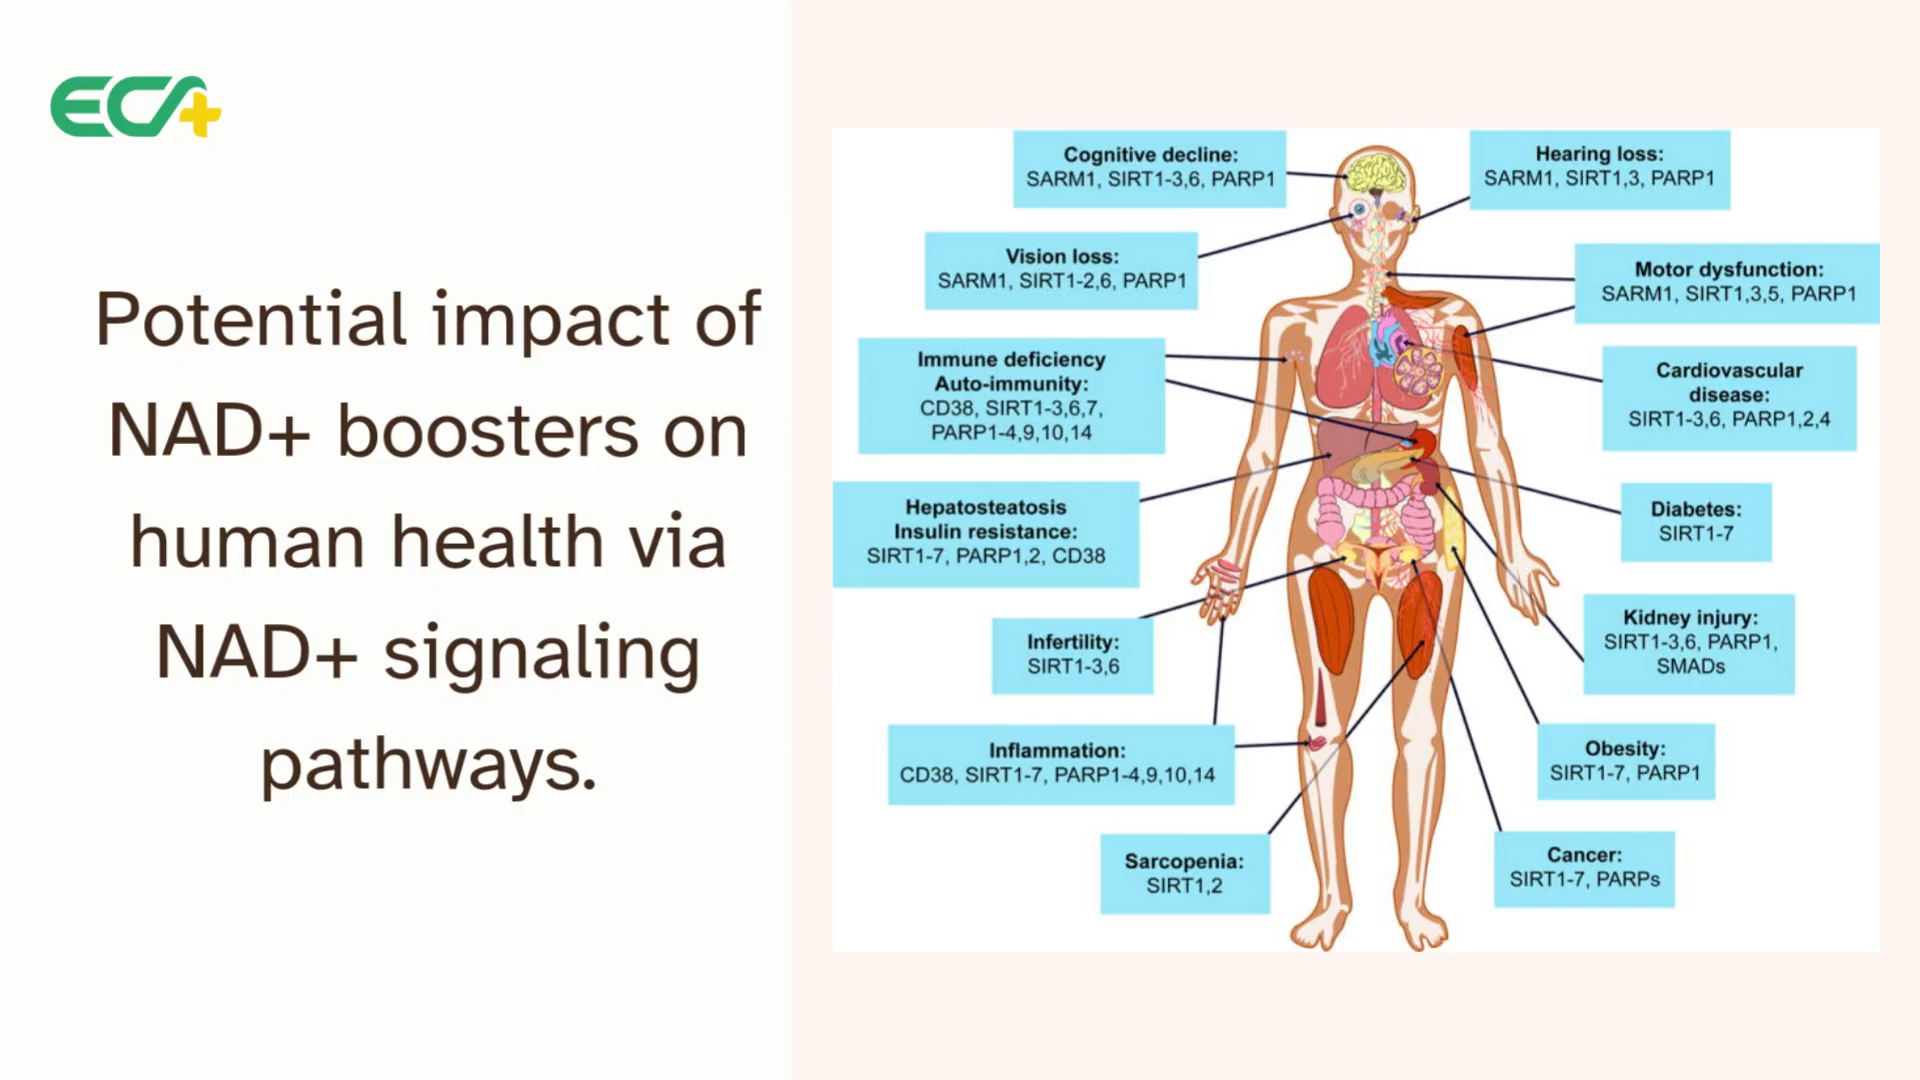 ECA+
Potential impact of
NAD+ boosters on
human health via
NAD+ signaling
pathways.
Cognitive decline:
SARM1, SIRT1-3,6, PARP1
Hearing loss:
SARM1, SIRT1,3, PARP1
Vision loss:
SARM1, SIRT1-2,6, PARP1
Motor dysfunction:
SARM1, SIRT1,3,5, PARP1
Immune deficiency
Auto-immunity:
CD38, SIRT1-3,6,7,
PARP1-4,9,10,14
Cardiovascular
disease:
SIRT1-3,6, PARP1,2,4
Hepatosteatosis
Insulin resistance:
SIRT1-7, PARP1,2, CD38
Diabetes:
SIRT1-7
Infertility:
SIRT1-3,6
Kidney injury:
SIRT1-3,6, PARP1,
SMADs
Inflammation:
CD38, SIRT1-7, PARP1-4,9,10,14
Obesity:
SIRT1-7, PARP1
Sarcopenia:
SIRT1,2
Cancer:
SIRT1-7, PARPs